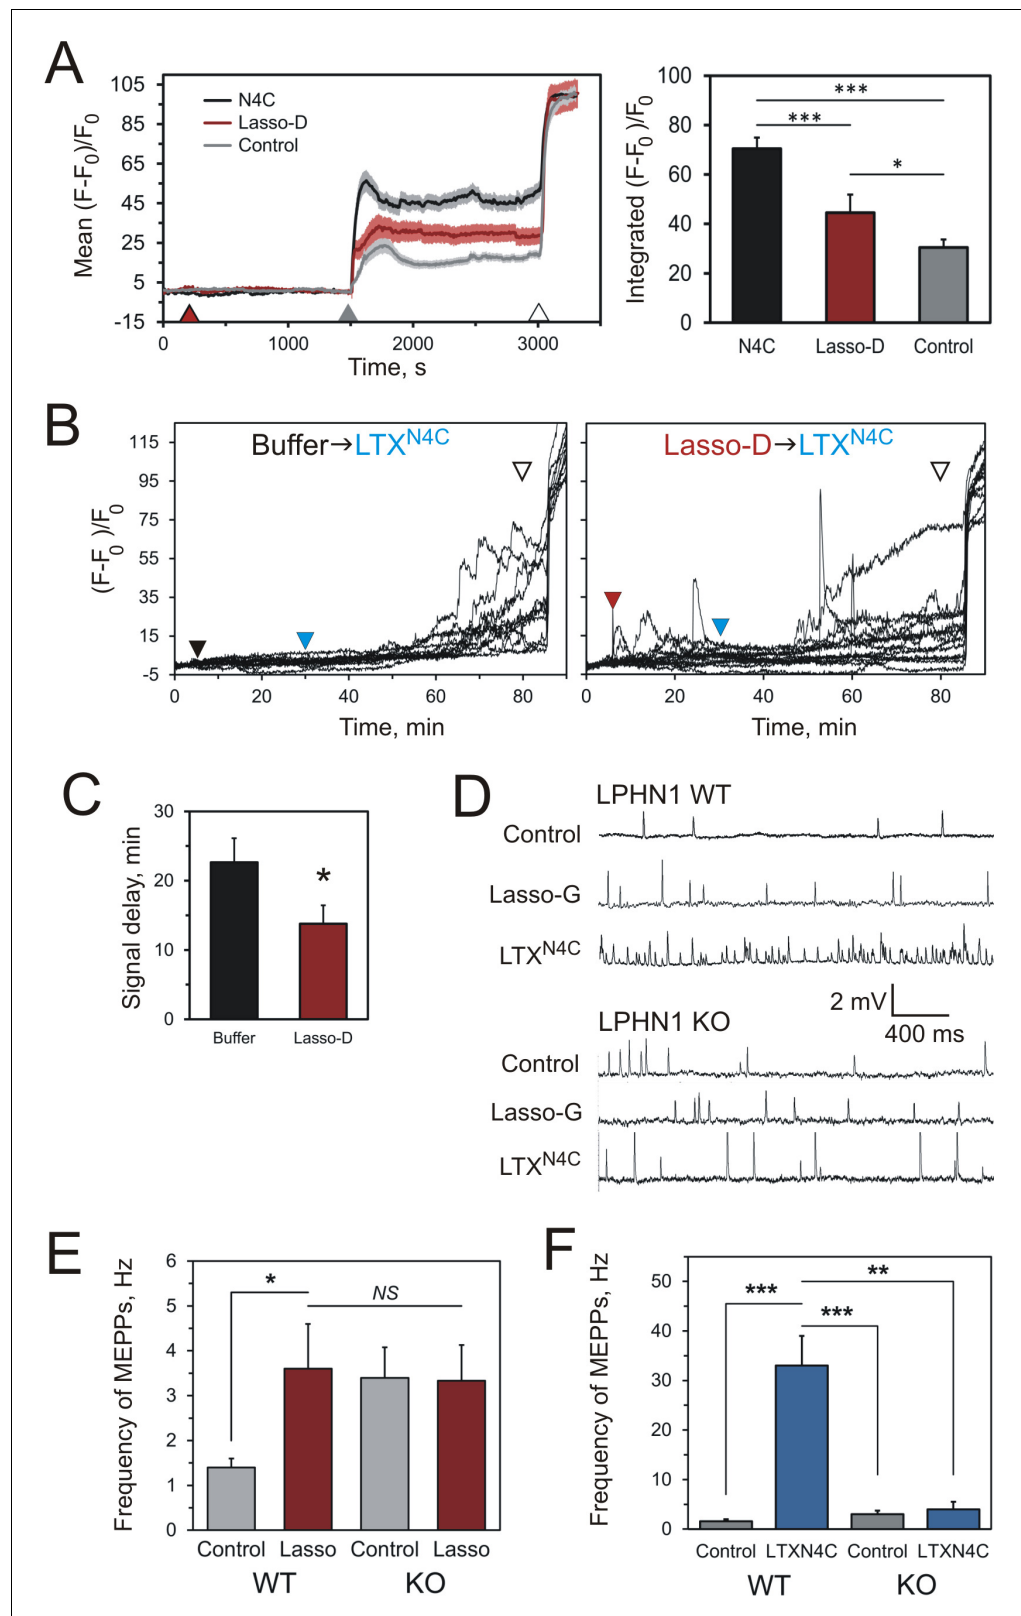 A
Mean (F-F0)/F0
105
85
65
45
25
5
-15
N4C
Lasso-D
Control
0
1000
2000
3000
Time, s
Integrated (F-F0)/F0
100
80
60
40
20
0
***
***
*
N4C
Lasso-D
Control
B
(F-F0)/F0
115
95
75
55
35
15
-5
Buffer→LTXN4C
0
20
40
60
80
Time, min
Lasso-D→LTXN4C
0
20
40
60
80
Time, min
C
Signal delay, min
30
20
10
0
*
Buffer
Lasso-D
D
LPHN1 WT
Control
Lasso-G
LTXN4C
2 mV
400 ms
LPHN1 KO
Control
Lasso-G
LTXN4C
E
Frequency of MEPPs, Hz
6
5
4
3
2
1
0
*
NS
Control
Lasso
Control
Lasso
WT
KO
F
Frequency of MEPPs, Hz
50
40
30
20
10
0
***
**
***
Control
LTXN4C
Control
LTXN4C
WT
KO